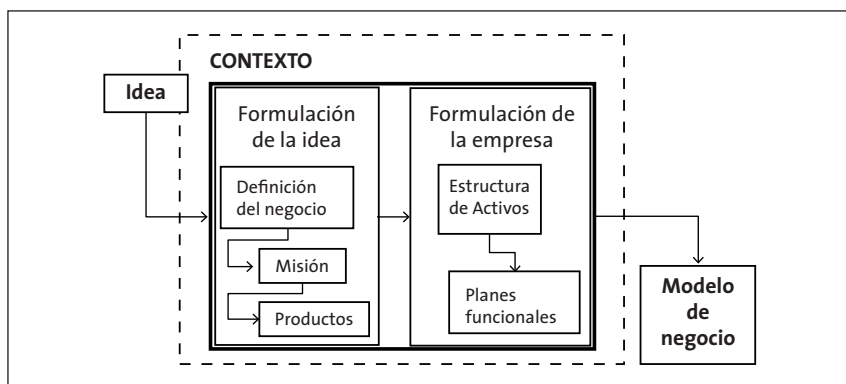 CONTEXTO
Idea
Formulación
de la idea
Definición
del negocio
Misión
Productos
Formulación de
la empresa
Estructura
de Activos
Planes
funcionales
Modelo
de
negocio